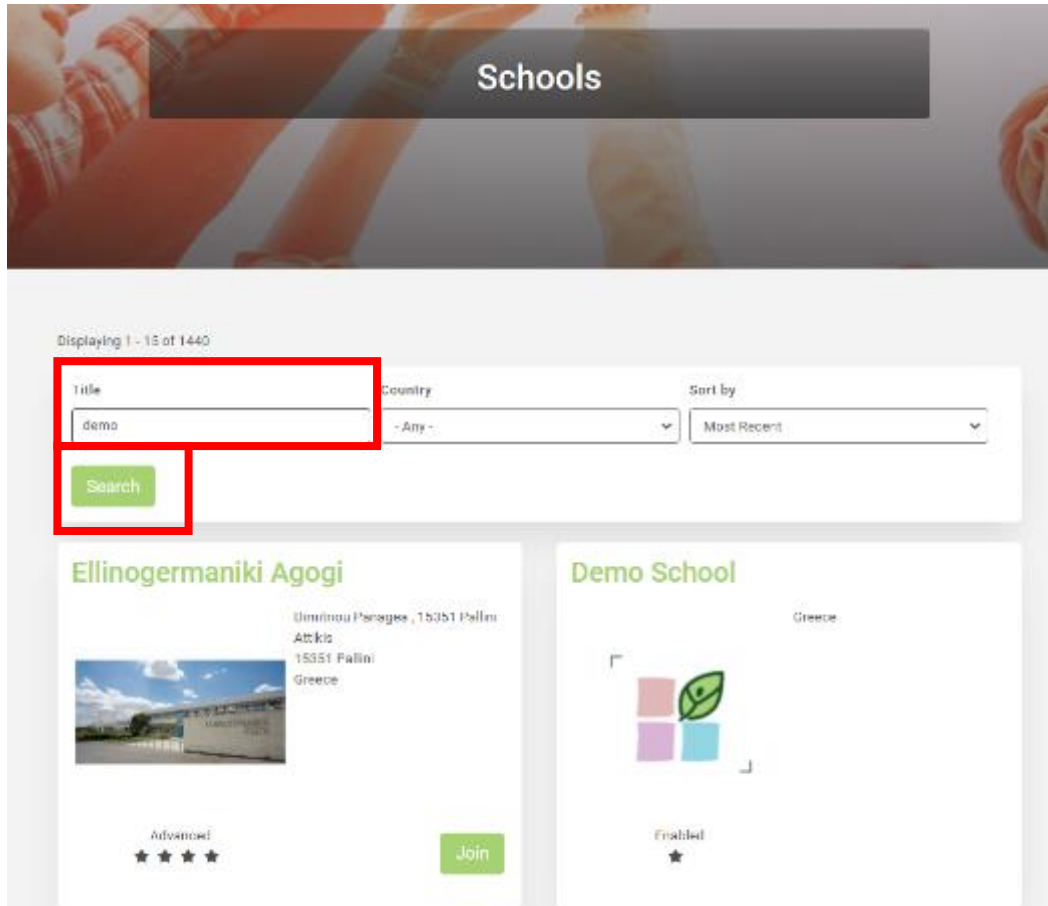 Schools
Displaying 1 - 15 of 1440
Title
Country
Sort by
demo
- Any -
Most Recent
Search
Ellinogermaniki Agogi
Demo School
Panagea , 15351 Pallini
Attikis
15351 Pallini
Greece
Greece
Advanced
Enabled
Join